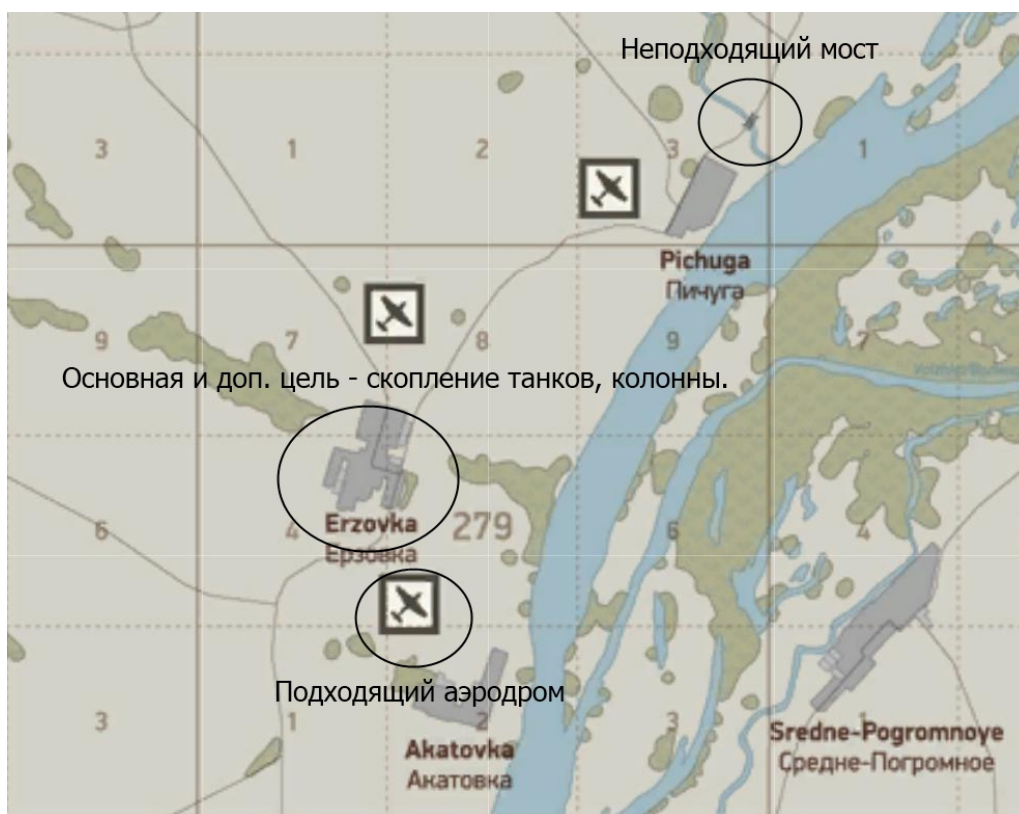 Неподходящий мост
3
1
2
3
1
Pichuga
Пичуга
9
7
8
9
7
Основная и доп. цель - скопление танков, колонны.
Erzovka
Ерзовка
279
6
4
6
4
Подходящий аэродром
3
1
2
3
1
Akatovka
Акатовка
Sredne-Pogromnoye
Средне-Погромное